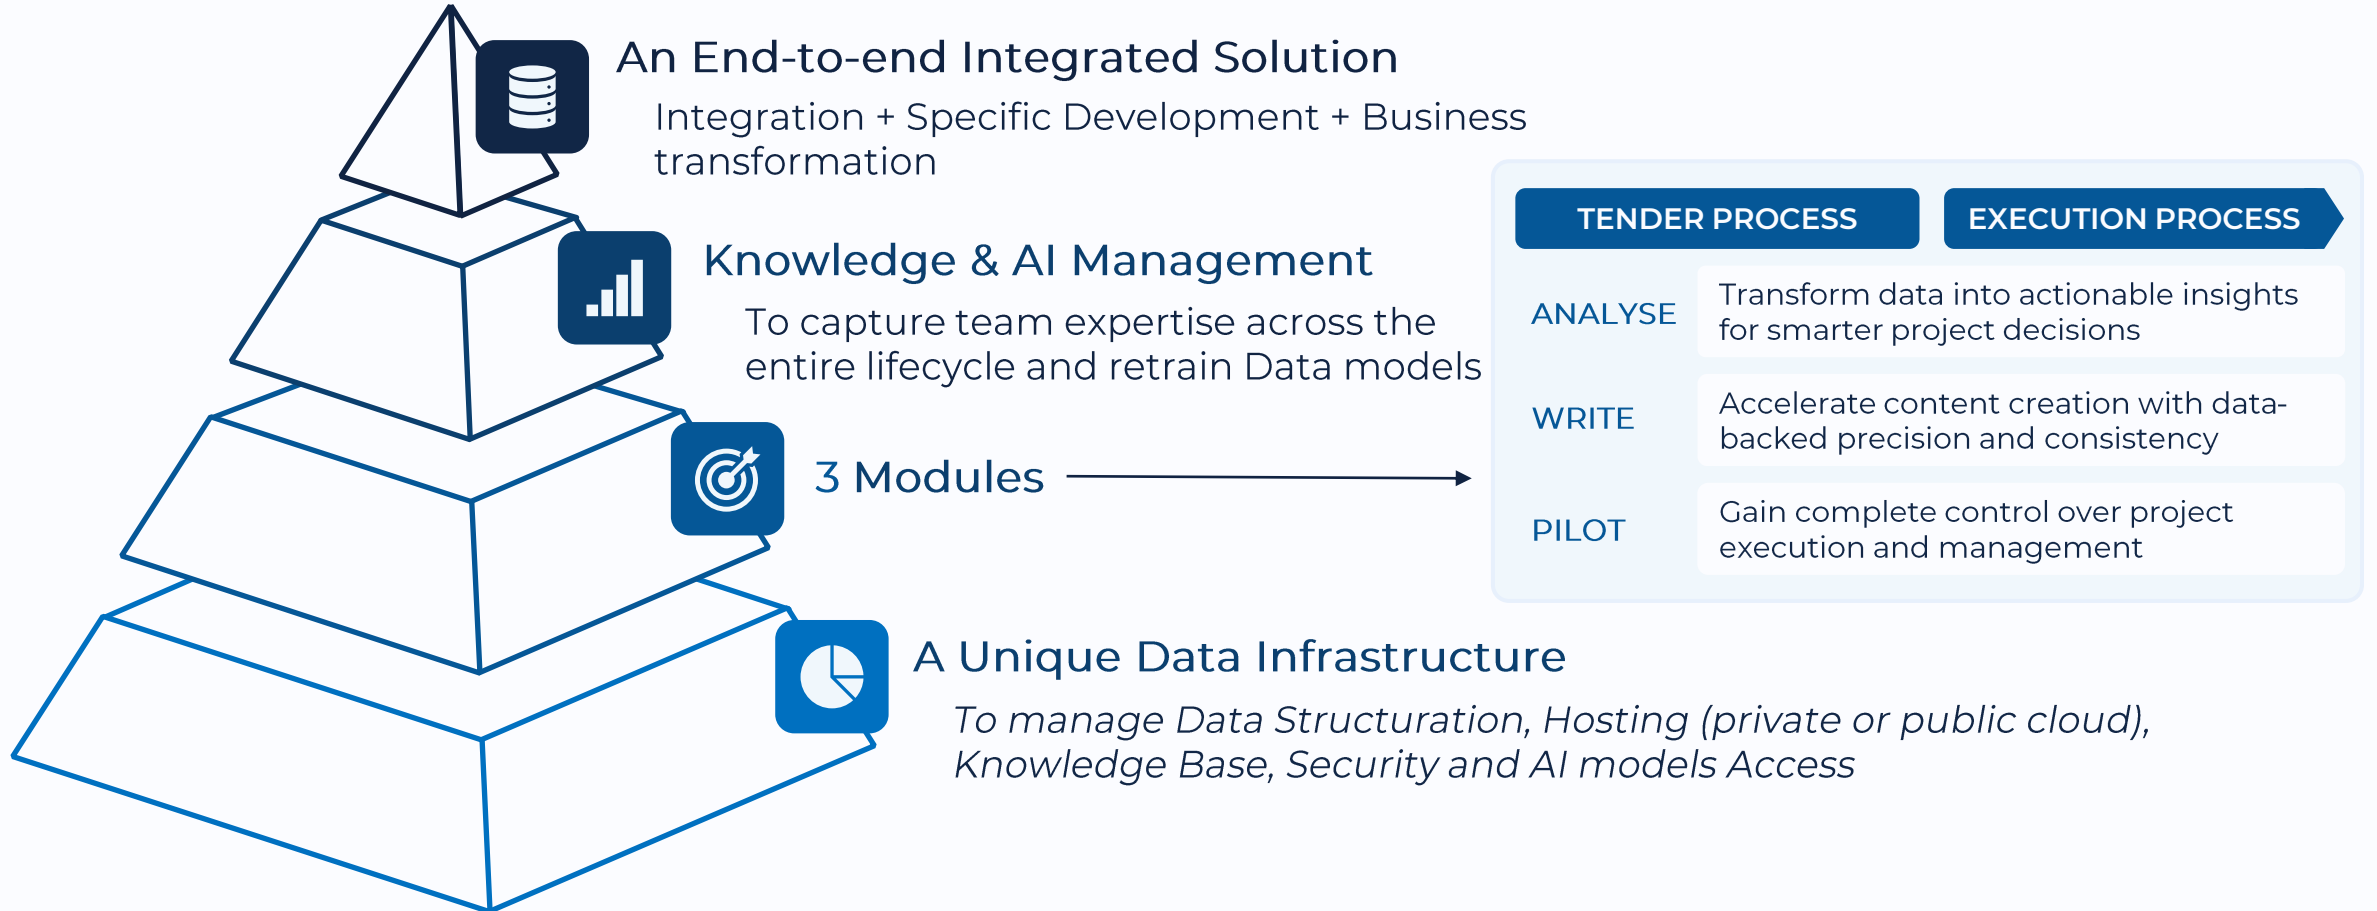 An End-to-end Integrated Solution
Integration + Specific Development + Business
transformation
Knowledge & AI Management
To capture team expertise across the
entire lifecycle and retrain Data models
3 Modules
TENDER PROCESS
EXECUTION PROCESS
ANALYSE
Transform data into actionable insights
for smarter project decisions
WRITE
Accelerate content creation with data-
backed precision and consistency
PILOT
Gain complete control over project
execution and management
A Unique Data Infrastructure
To manage Data Structuration, Hosting (private or public cloud),
Knowledge Base, Security and AI models Access